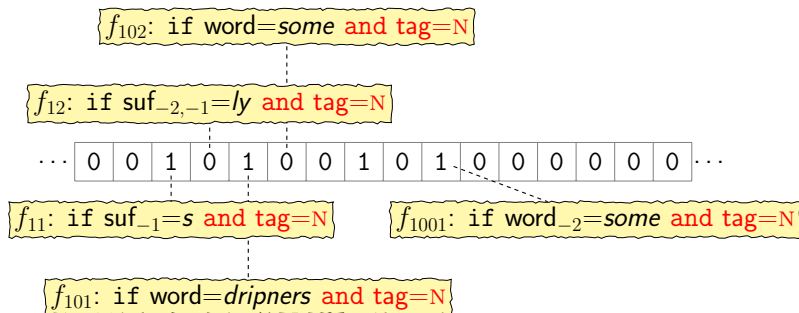 f₁₀₂: if word=some and tag=N
f₁₂: if suf₋₂,₋₁=ly and tag=N
··· 0 0 1 0 1 0 0 1 0 1 0 0 0 0 0 0 ···
f₁₁: if suf₋₁=s and tag=N
f₁₀₀₁: if word₋₂=some and tag=N
f₁₀₁: if word=dripners and tag=N